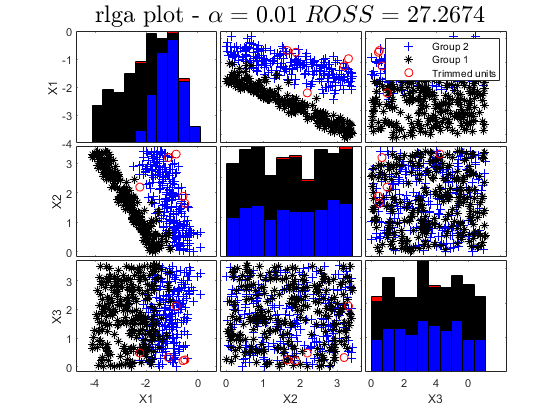 rlga plot - α = 0.01 ROSS = 27.2674
0
-1
-2
-3
-4
X1
Group 2
Group 1
Trimmed units
3
2
1
0
X2
3
2
1
0
X3
-4 -2 0
0 1 2 3
0 2 4 0
X1 X2 X3